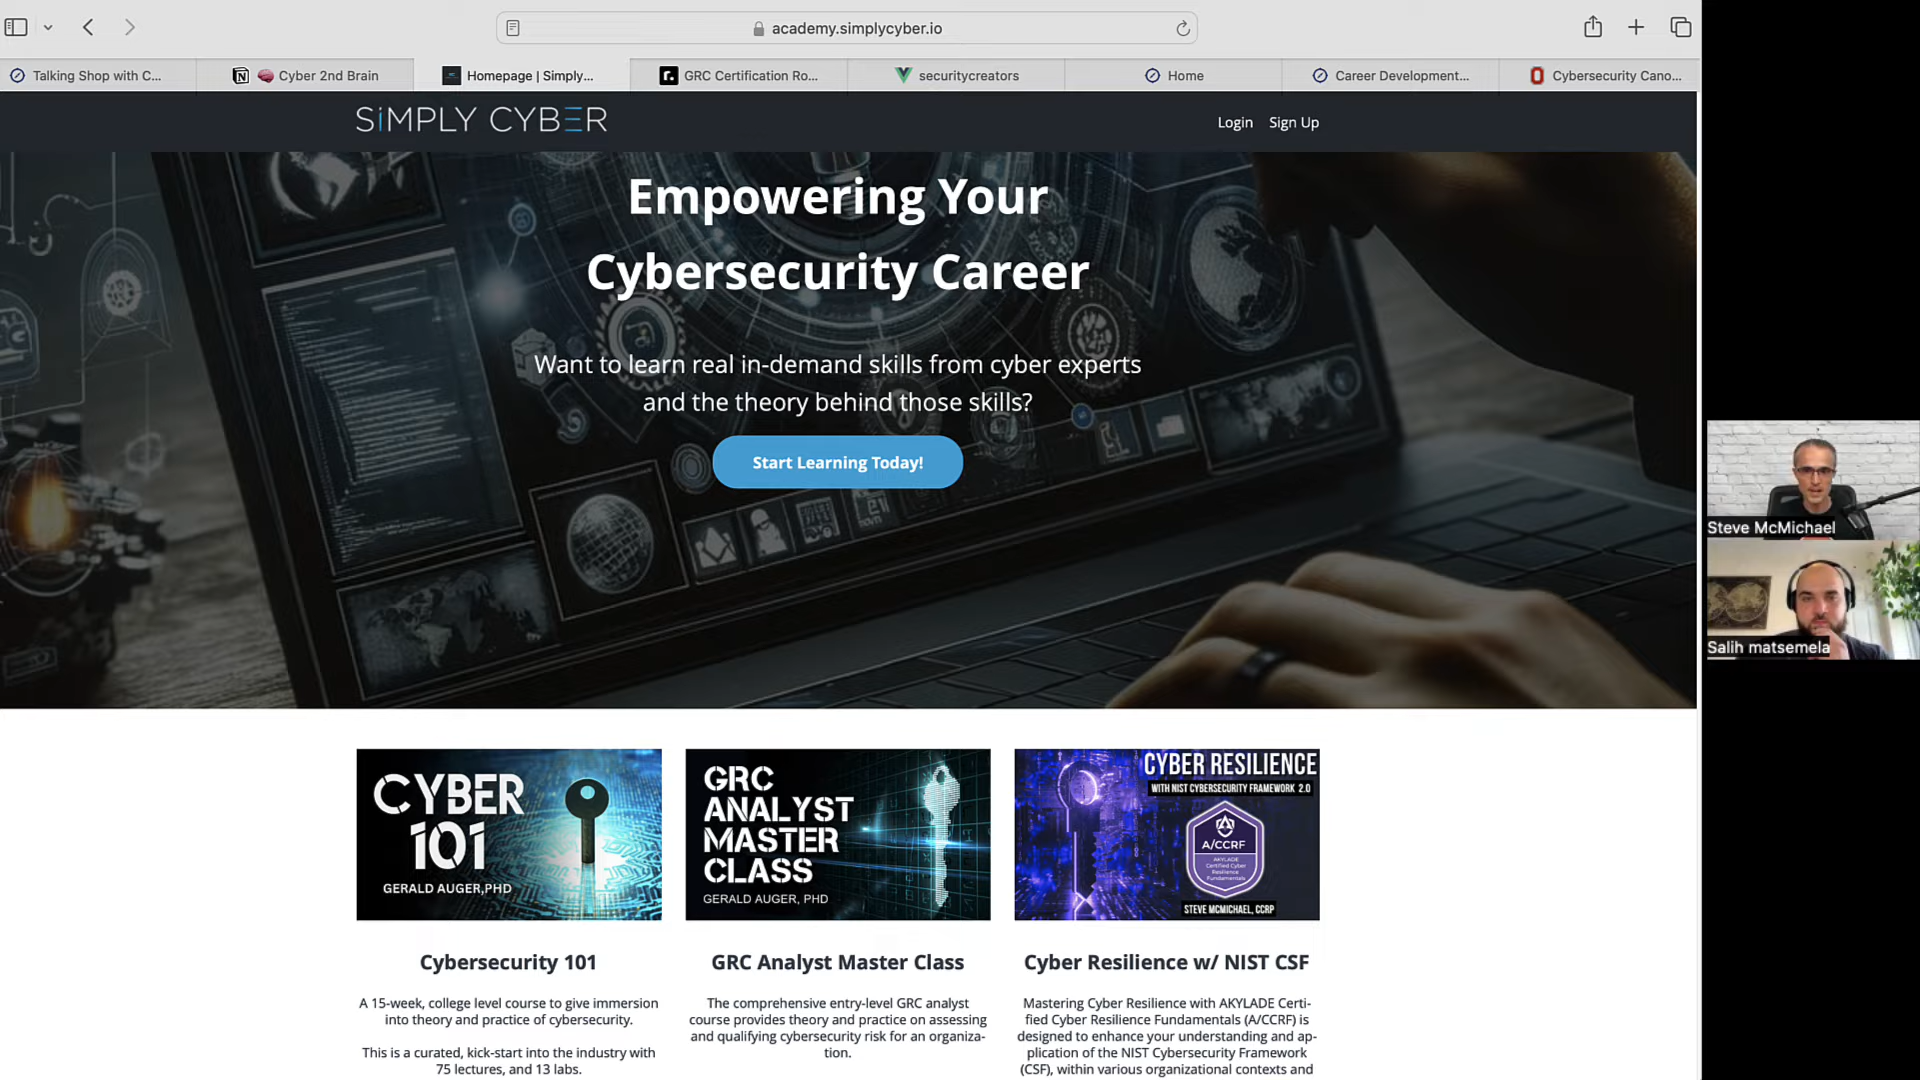 academy.simplycyber.io
Talking Shop with C...
Cyber 2nd Brain
Homepage | Simply...
GRC Certification Ro...
securitycreators
Home
Career Development...
Cybersecurity Cano...
SiMPLY CYBER
Login
Sign Up
Empowering Your
Cybersecurity Career
Want to learn real in-demand skills from cyber experts
and the theory behind those skills?
Start Learning Today!
Steve McMichael
Salih matsemela
CYBER
101
GERALD AUGER,PHD
GRC
ANALYST
MASTER
CLASS
GERALD AUGER, PHD
CYBER RESILIENCE
WITH NIST CYBERSECURITY FRAMEWORK 2.0
A/CCRF
AKYLADE
Certified Cyber
Resilience
Fundamentals
STEVE MCMICHAEL, CCRP
Cybersecurity 101
A 15-week, college level course to give immersion
into theory and practice of cybersecurity.
This is a curated, kick-start into the industry with
75 lectures, and 13 labs.
GRC Analyst Master Class
The comprehensive entry-level GRC analyst
course provides theory and practice on assessing
and qualifying cybersecurity risk for an organiza-
tion.
Cyber Resilience w/ NIST CSF
Mastering Cyber Resilience with AKYLADE Certi-
fied Cyber Resilience Fundamentals (A/CCRF) is
designed to enhance your understanding and ap-
plication of the NIST Cybersecurity Framework
(CSF), within various organizational contexts and